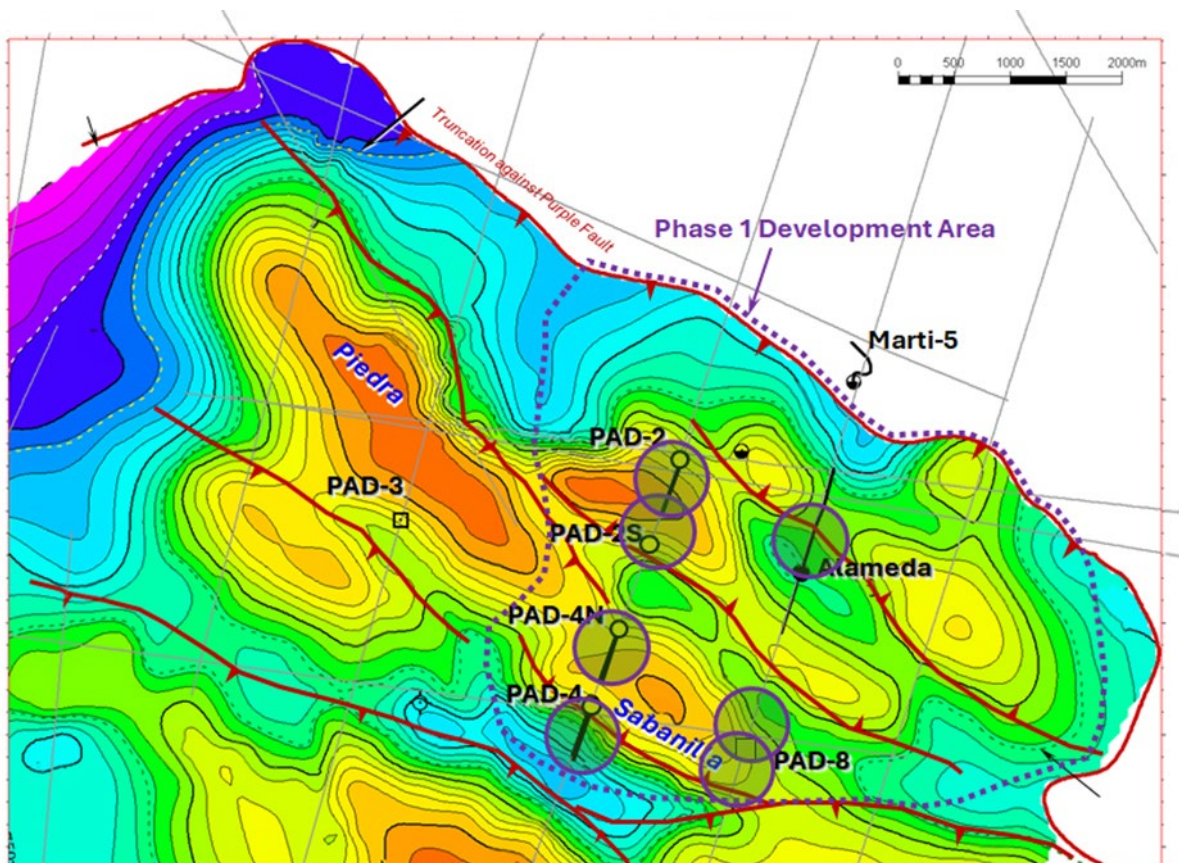 0 500 1000 1500 2000m
Truncation against Purple Fault
Phase 1 Development Area
Marti-5
Piedra
PAD-2
PAD-3
PAD-2S
Alameda
PAD-4N
PAD-4
Sabanilla
PAD-8